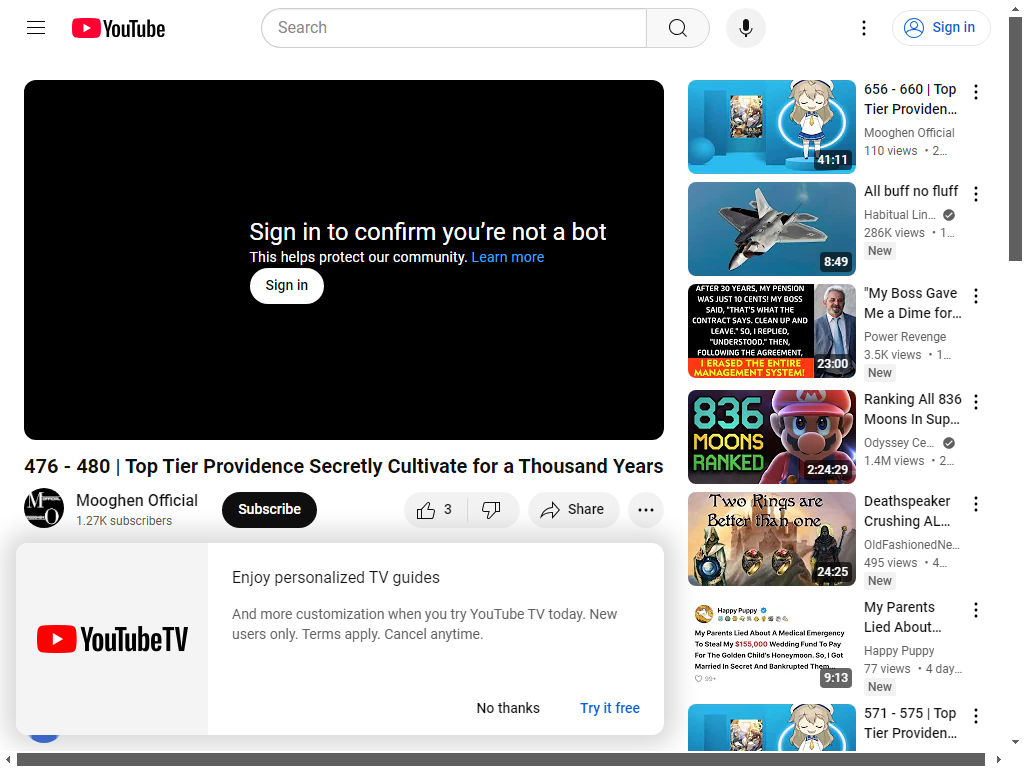 YouTube
Search
Sign in
Sign in to confirm you’re not a bot
This helps protect our community. Learn more
Sign in
476 - 480 | Top Tier Providence Secretly Cultivate for a Thousand Years
Mooghen Official
1.27K subscribers
Subscribe
3
Share
YouTubeTV
Enjoy personalized TV guides
And more customization when you try YouTube TV today. New
users only. Terms apply. Cancel anytime.
No thanks
Try it free
41:11
656 - 660 | Top
Tier Providen...
Mooghen Official
110 views • 2...
8:49
All buff no fluff
Habitual Lin...
286K views • 1...
New
AFTER 30 YEARS, MY PENSION
WAS JUST 10 CENTS! MY BOSS
SAID, "THAT'S WHAT THE
CONTRACT SAYS. CLEAN UP AND
LEAVE." SO, I REPLIED,
"UNDERSTOOD." THEN,
FOLLOWING THE AGREEMENT,
I ERASED THE ENTIRE
MANAGEMENT SYSTEM!
23:00
"My Boss Gave
Me a Dime for...
Power Revenge
3.5K views • 1...
New
836
MOONS
RANKED
2:24:29
Ranking All 836
Moons In Sup...
Odyssey Ce...
1.4M views • 2...
Two Rings are
Better than one
24:25
Deathspeaker
Crushing AL...
OldFashionedNe...
495 views • 4...
New
Happy Puppy
My Parents Lied About A Medical Emergency
To Steal My $155,000 Wedding Fund To Pay
For The Golden Child's Honeymoon. So, I Got
Married In Secret And Bankrupted Them...
99+
9:13
My Parents
Lied About...
Happy Puppy
77 views • 4 day...
New
571 - 575 | Top
Tier Providen...